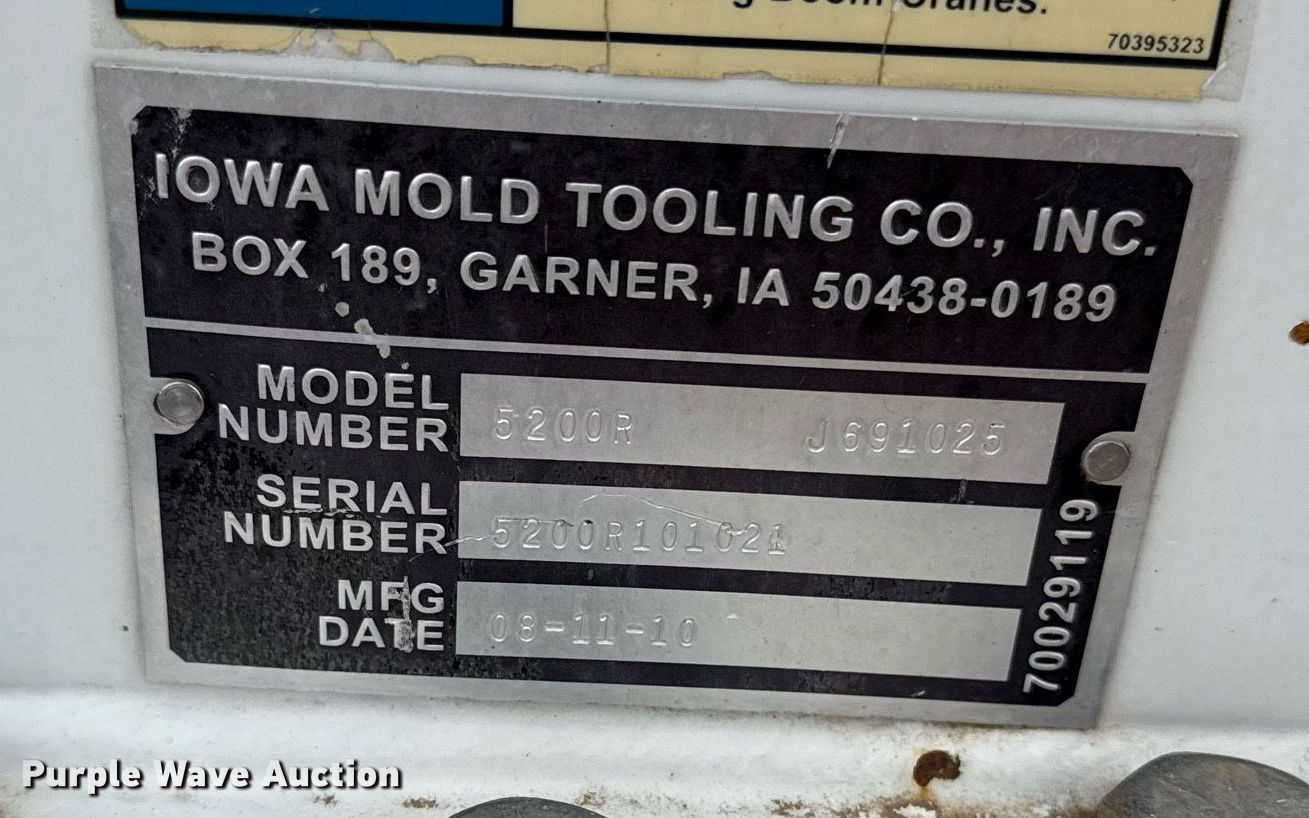 Boom Cranes.
70395323
IOWA MOLD TOOLING CO., INC.
BOX 189, GARNER, IA 50438-0189
MODEL NUMBER 5200R J691025
SERIAL NUMBER 5200R101021
MFG DATE 08-11-10
70029119
Purple Wave Auction